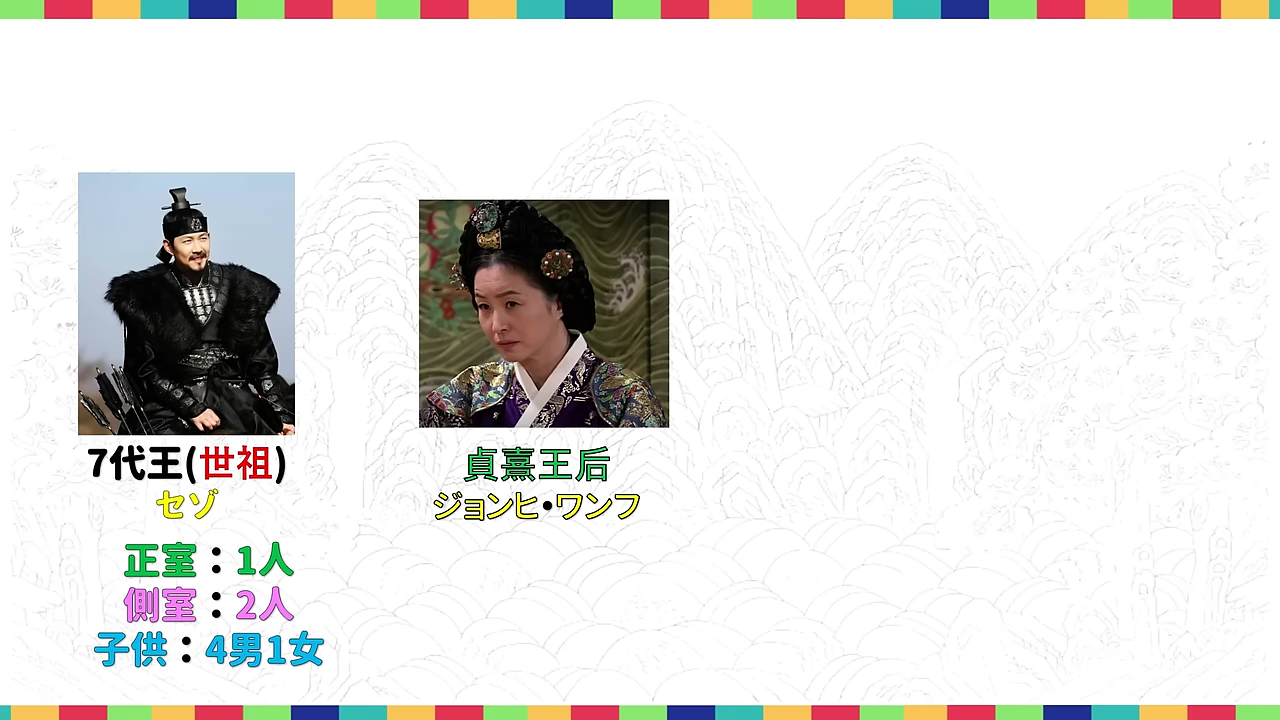 7代王(世祖)
セゾ
正室：1人
側室：2人
子供：4男1女
貞熹王后
ジョンヒ・ワンフ